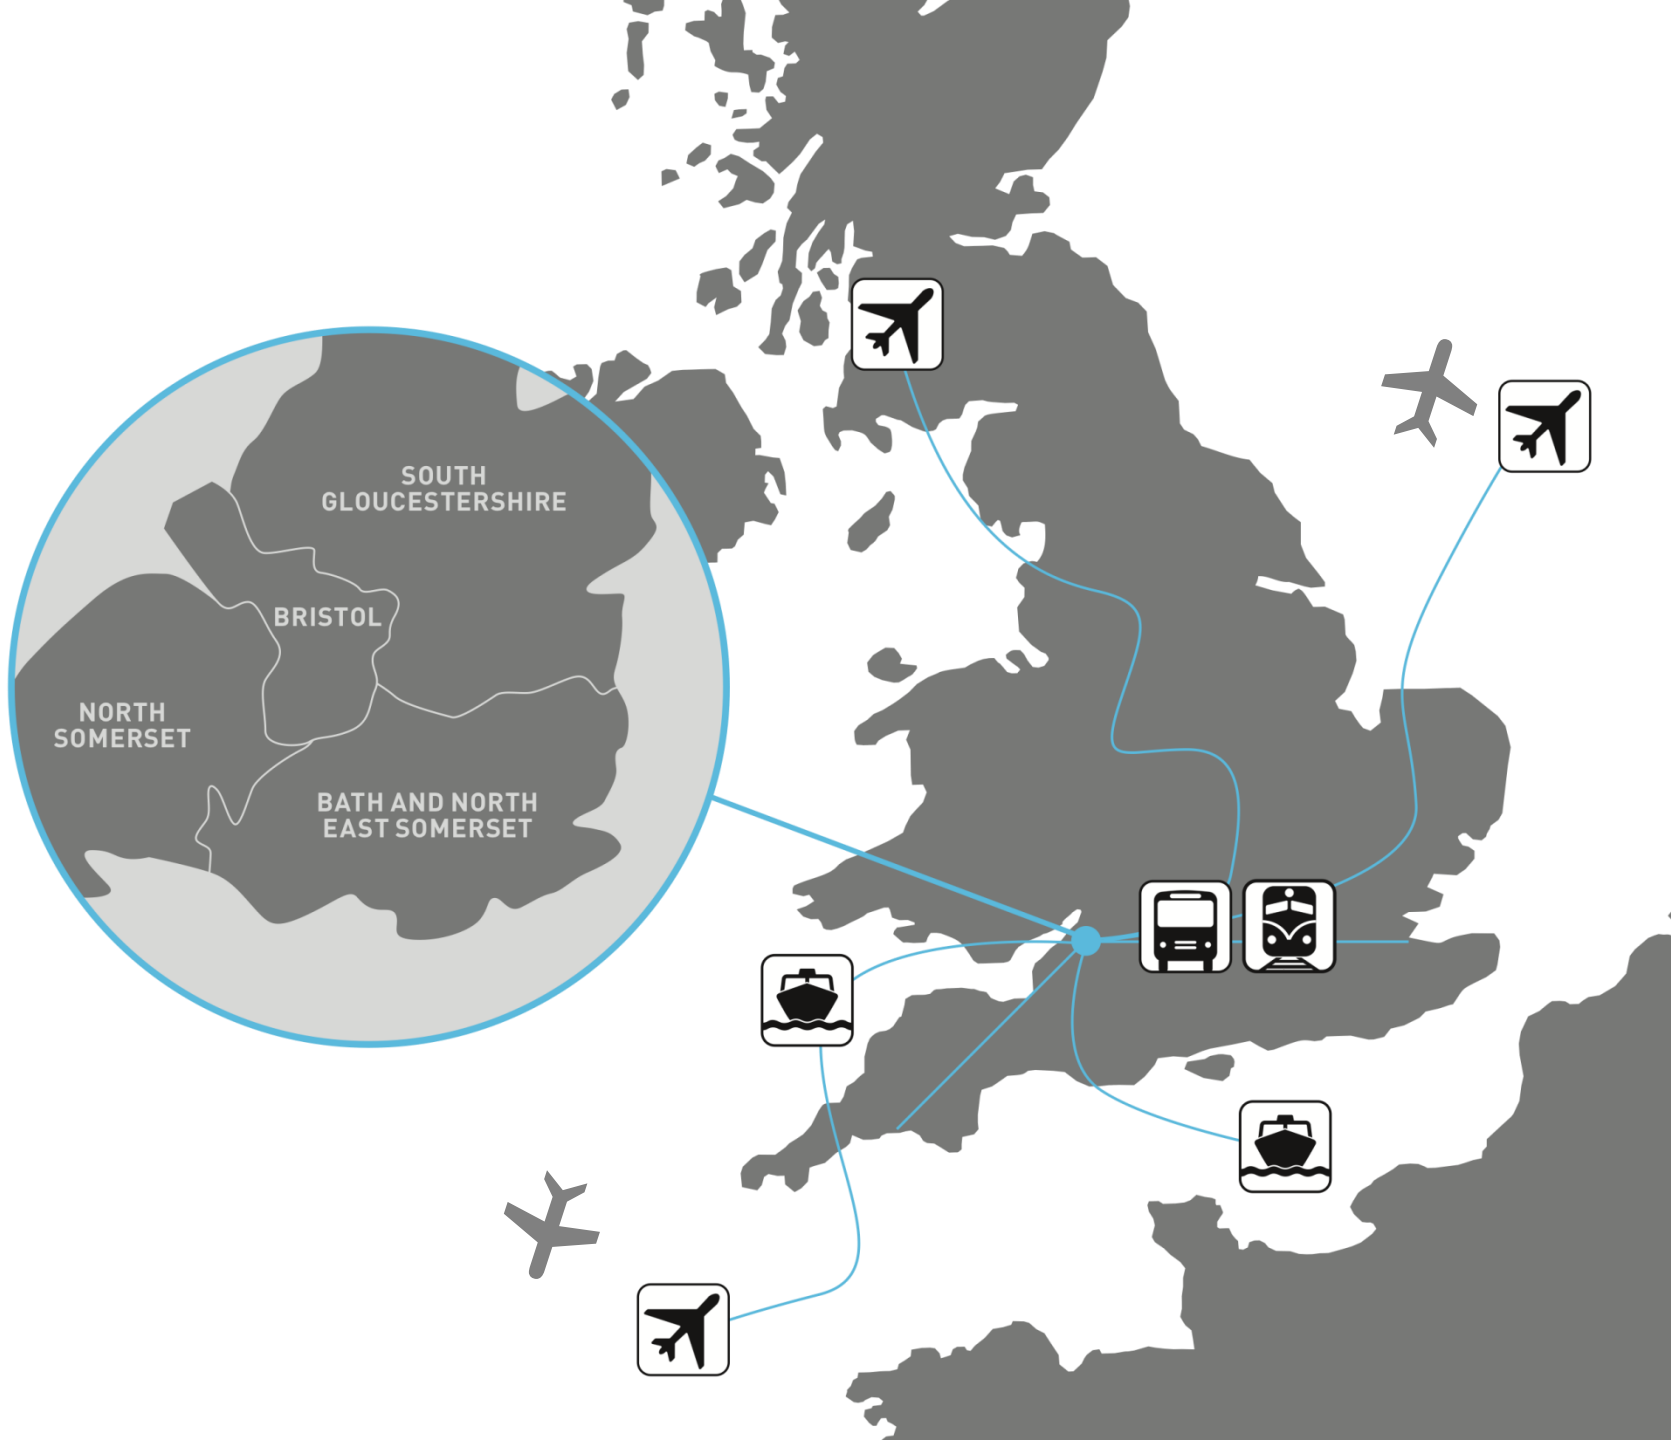 SOUTH
GLOUCESTERSHIRE
BRISTOL
NORTH
SOMERSET
BATH AND NORTH
EAST SOMERSET